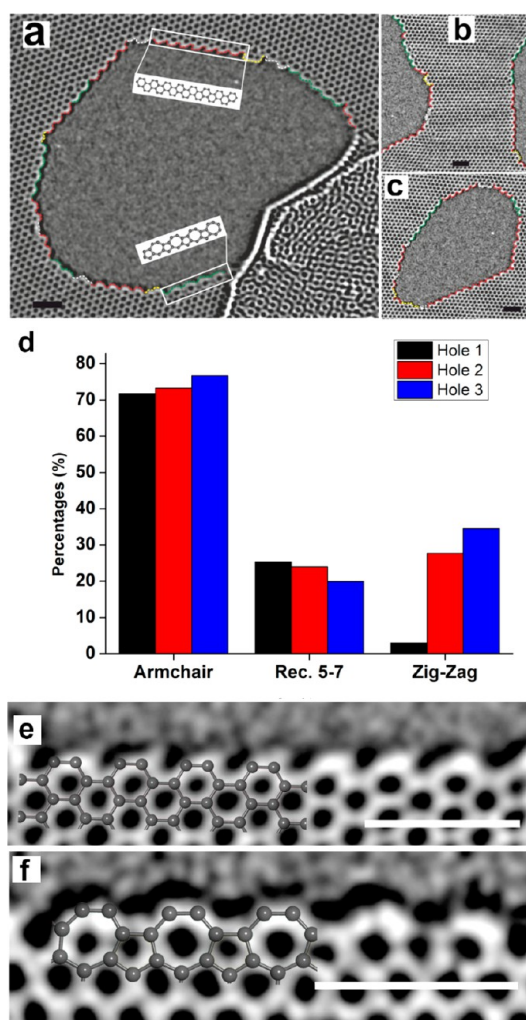 a
b
c
d
80
70
60
50
40
30
20
10
0
Percentages (%)
Hole 1
Hole 2
Hole 3
Armchair Rec. 5-7 Zig-Zag
e
f